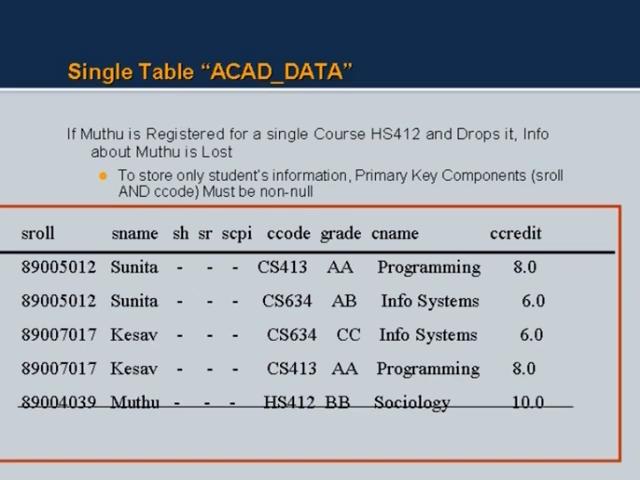 Single Table “ACAD_DATA”
If Muthu is Registered for a single Course HS412 and Drops it, Info
about Muthu is Lost
To store only student's information, Primary Key Components (sroll
AND ccode) Must be non-null
sroll sname sh sr scpi ccode grade cname ccredit
89005012 Sunita - - - CS413 AA Programming 8.0
89005012 Sunita - - - CS634 AB Info Systems 6.0
89007017 Kesav - - - CS634 CC Info Systems 6.0
89007017 Kesav - - - CS413 AA Programming 8.0
89004039 Muthu - - - HS412 BB Sociology 10.0